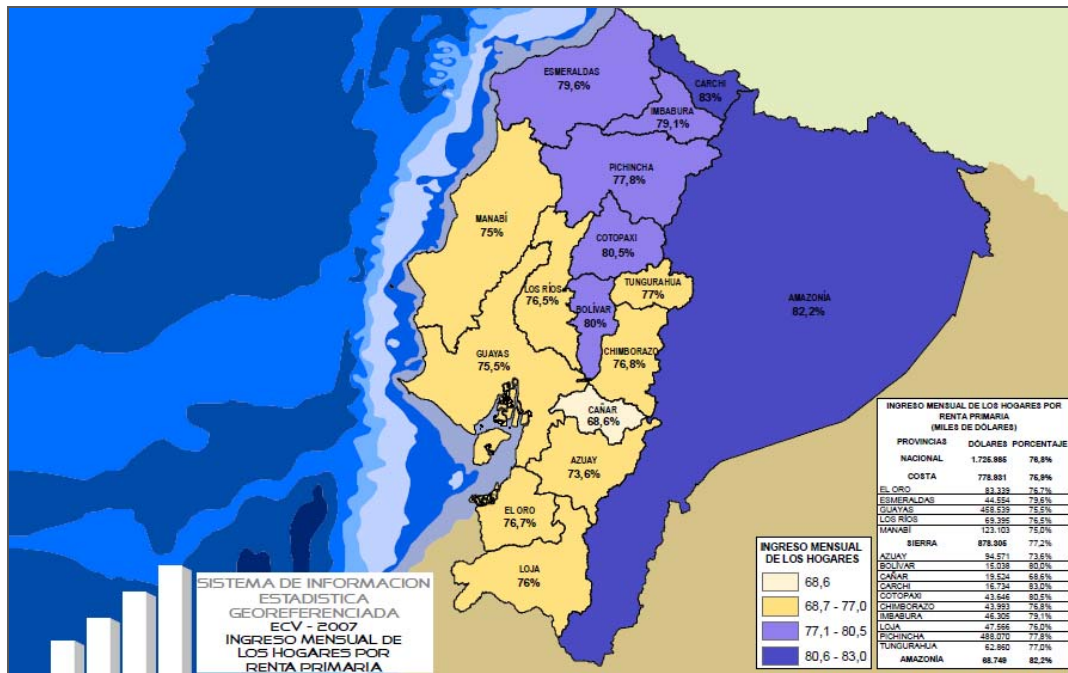 ESMERALDAS
79,6%
CARCHI
83%
IMBABURA
79,1%
PICHINCHA
77,8%
MANABÍ
75%
COTOPAXI
80,5%
LOS RÍOS
76,5%
TUNGURAHUA
77%
BOLÍVAR
80%
AMAZONÍA
82,2%
GUAYAS
75,5%
CHIMBORAZO
76,8%
CAÑAR
68,6%
AZUAY
73,6%
EL ORO
76,7%
LOJA
76%
INGRESO MENSUAL
DE LOS HOGARES
68,6
68,7 - 77,0
77,1 - 80,5
80,6 - 83,0
INGRESO MENSUAL DE LOS HOGARES POR
RENTA PRIMARIA
(MILES DE DÓLARES)
PROVINCIAS DÓLARES PORCENTAJE
NACIONAL 1.725.985 76,8%
COSTA 778.931 75,9%
EL ORO 83.339 76,7%
ESMERALDAS 44.554 79,6%
GUAYAS 458.539 75,5%
LOS RÍOS 69.395 76,5%
MANABÍ 123.103 75,0%
SIERRA 878.305 77,2%
AZUAY 94.571 73,6%
BOLÍVAR 15.038 80,0%
CAÑAR 19.524 68,6%
CARCHI 16.734 83,0%
COTOPAXI 43.646 80,5%
CHIMBORAZO 43.993 76,8%
IMBABURA 46.305 79,1%
LOJA 47.566 76,0%
PICHINCHA 488.070 77,8%
TUNGURAHUA 62.860 77,0%
AMAZONÍA 68.749 82,2%
SISTEMA DE INFORMACION
ESTADISTICA
GEOREFERENCIADA
ECV - 2007
INGRESO MENSUAL DE
LOS HOGARES POR
RENTA PRIMARIA